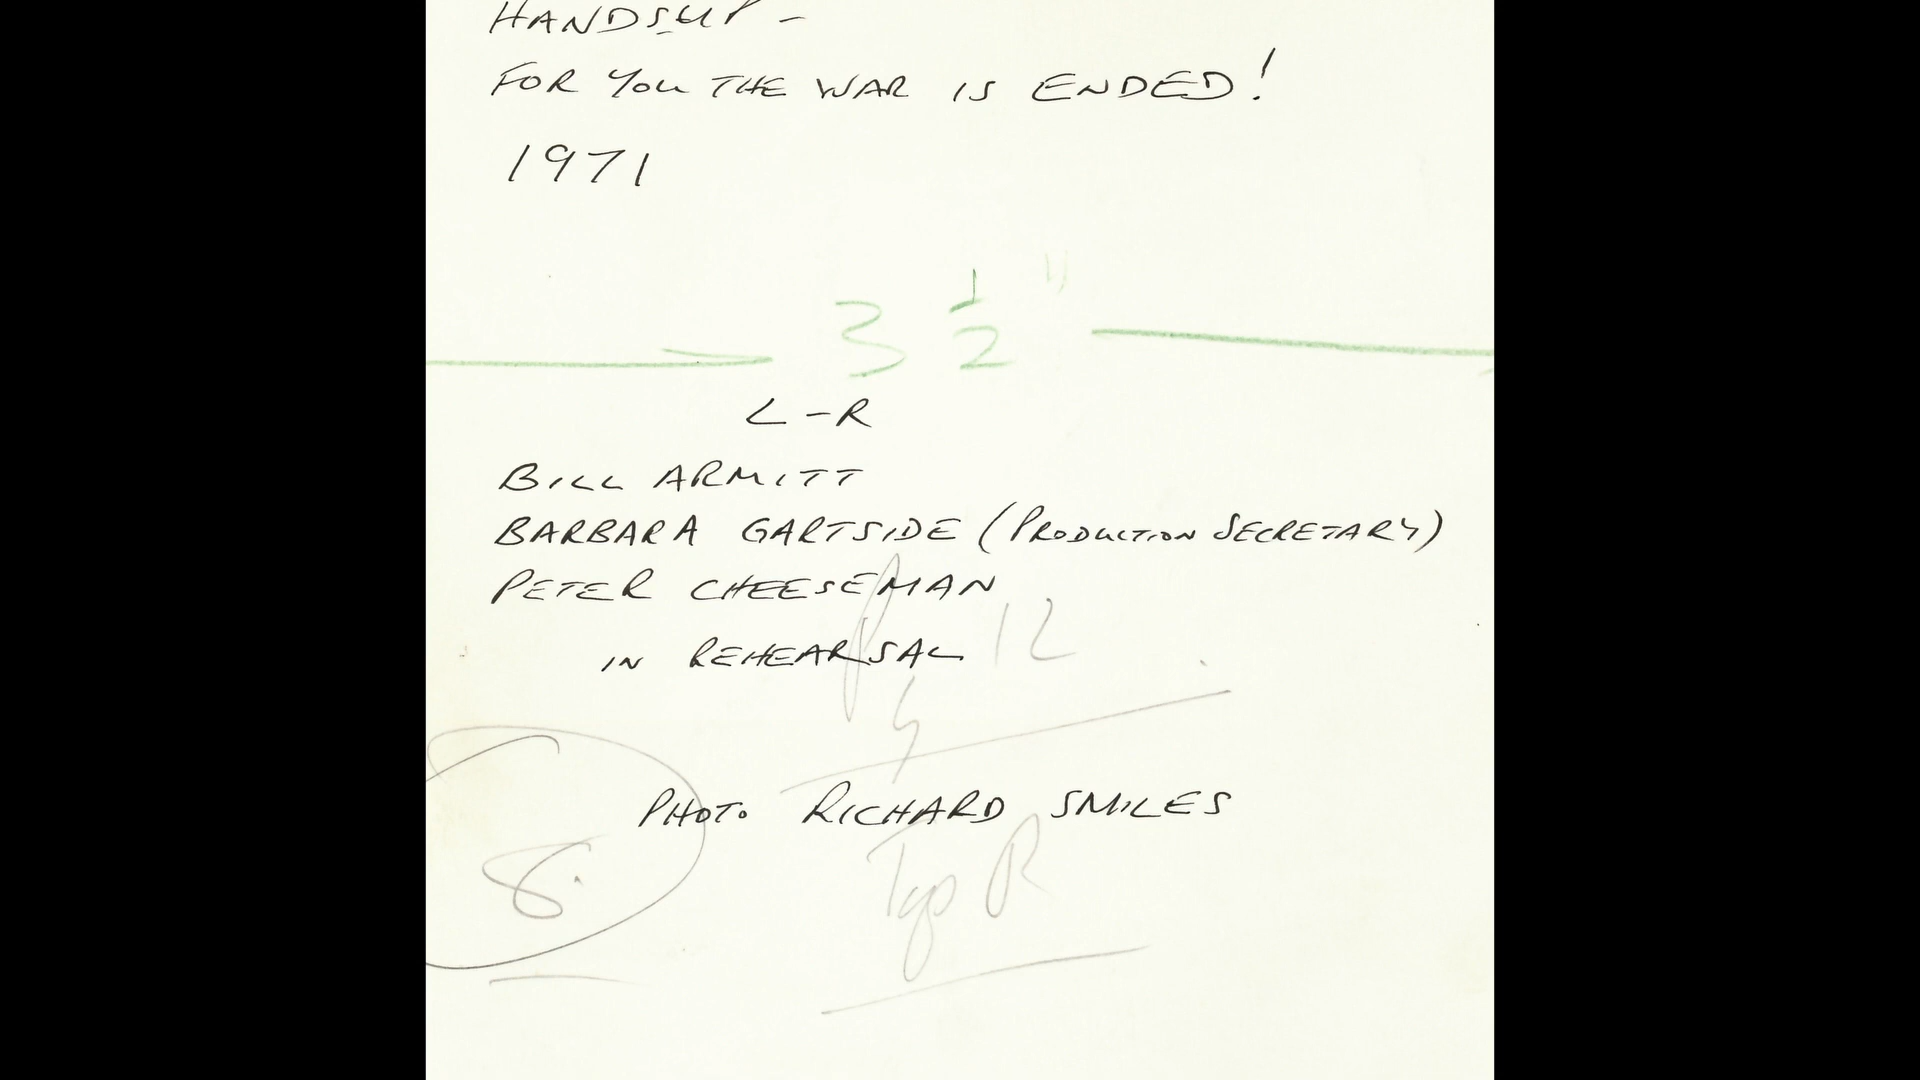 HANDSUP -
FOR YOU THE WAR IS ENDED!
1971
3 1/2 "
L-R
BILL ARMITT
BARBARA GARTSIDE (PRODUCTION SECRETARY)
PETER CHEESEMAN
IN REHEARSAL
P 12
PHOTO RICHARD SMILES
8.
Top R